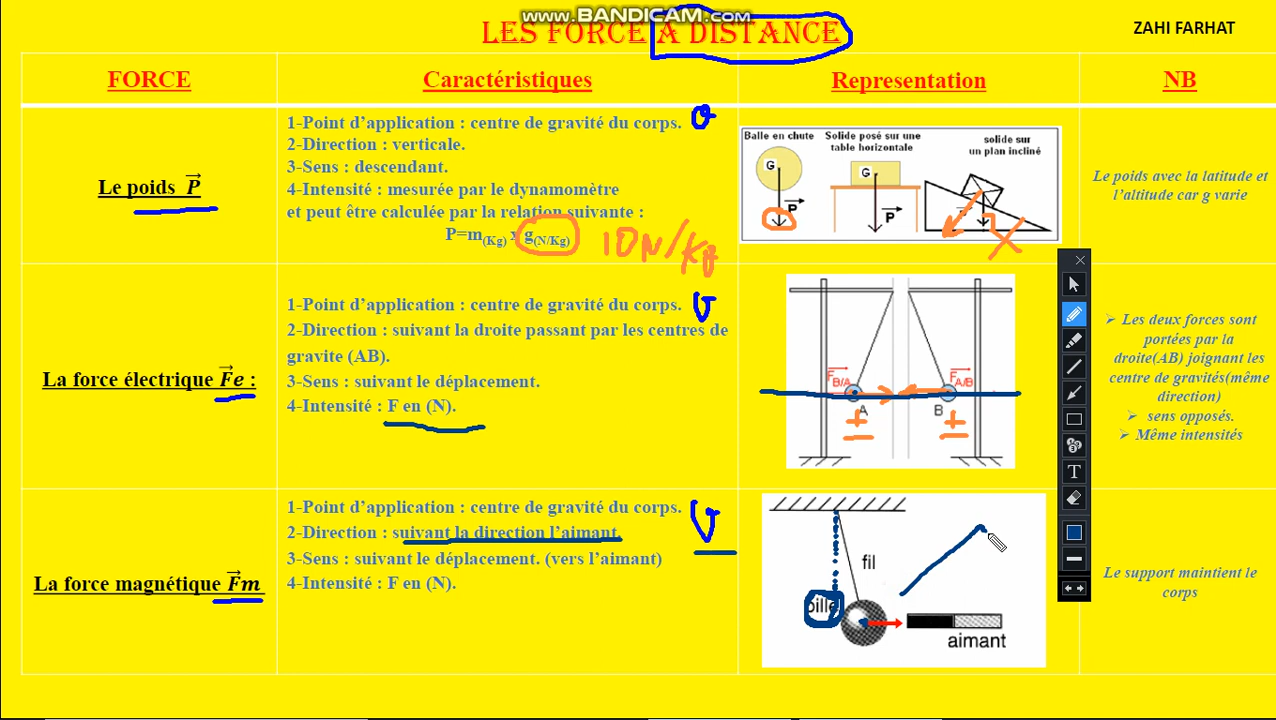 www.BANDICAM.com
LES FORCE A DISTANCE
ZAHI FARHAT
FORCE
Caractéristiques
Representation
NB
Le poids P
1-Point d'application : centre de gravité du corps.
2-Direction : verticale.
3-Sens : descendant.
4-Intensité : mesurée par le dynamomètre
et peut être calculée par la relation suivante :
P=m(Kg) x g(N/Kg)
10N/Kg
Balle en chute
Solide posé sur une
table horizontale
solide sur
un plan incliné
G
P
G
P
Le poids avec la latitude et
l'altitude car g varie
La force électrique Fe :
1-Point d'application : centre de gravité du corps.
2-Direction : suivant la droite passant par les centres de
gravite (AB).
3-Sens : suivant le déplacement.
4-Intensité : F en (N).
F B/A
F A/B
A
B
Les deux forces sont
portées par la
droite(AB) joignant les
centre de gravités(même
direction)
sens opposés.
Même intensités
La force magnétique Fm
1-Point d'application : centre de gravité du corps.
2-Direction : suivant la direction l'aimant.
3-Sens : suivant le déplacement. (vers l'aimant)
4-Intensité : F en (N).
fil
bille
aimant
Le support maintient le
corps